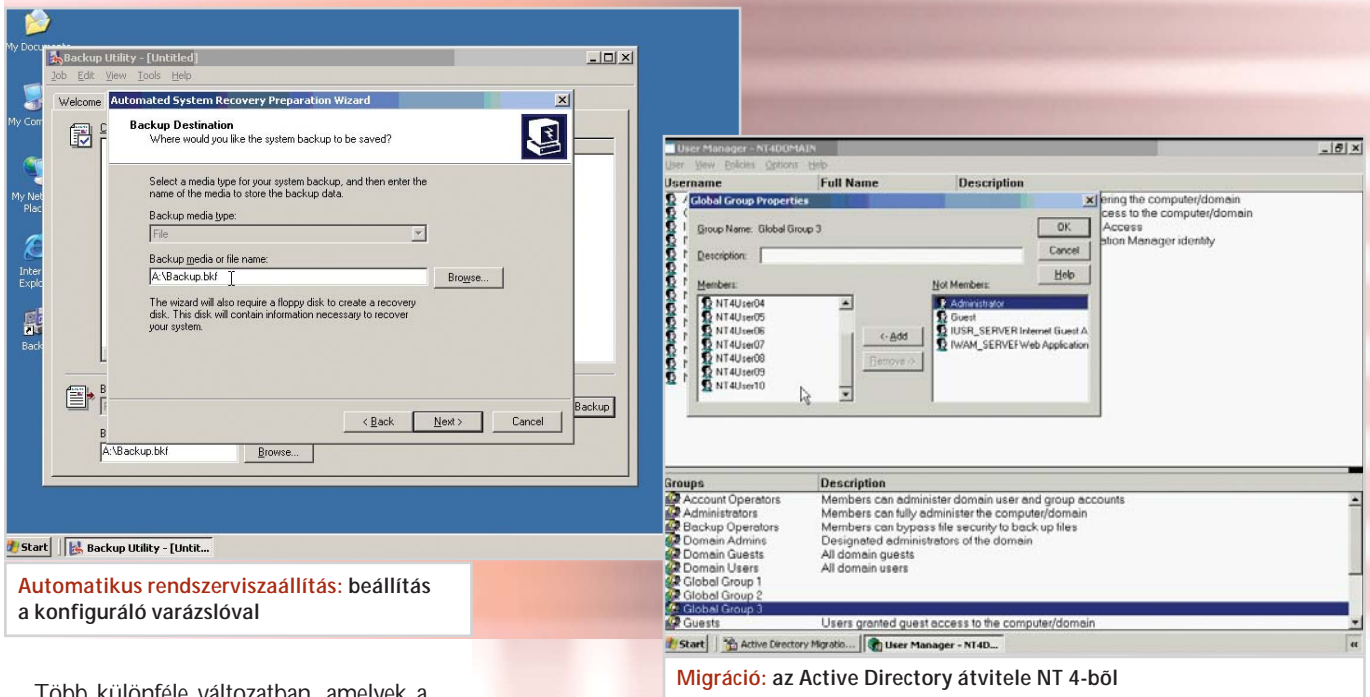 My Documents
Backup Utility - [Untitled]
Job Edit View Tools Help
Welcome
Automated System Recovery Preparation Wizard
Backup Destination
Where would you like the system backup to be saved?
Select a media type for your system backup, and then enter the
name of the media to store the backup data.
Backup media type:
File
Backup media or file name:
A:\Backup.bkf
Browse...
The wizard will also require a floppy disk to create a recovery
disk. This disk will contain information necessary to recover
your system.
< Back
Next >
Cancel
Backup
A:\Backup.bkf
Browse...
My Com
My Net
Plac
Inter
Explo
Back
Start
Backup Utility - [Untit...
Automatikus rendszerviszaállítás: beállítás
a konfiguráló varázslóval
Több különféle változatban, amelyek a
User Manager - NT4DOMAIN
User View Policies Options Help
Username Full Name Description
ering the computer/domain
cess to the computer/domain
Access
ation Manager identity
Global Group Properties
Group Name: Global Group 3
Description:
OK
Cancel
Help
Members:
NT4User04
NT4User05
NT4User06
NT4User07
NT4User08
NT4User09
NT4User10
<- Add
Remove ->
Not Members:
Administrator
Guest
IUSR_SERVER Internet Guest A
IWAM_SERVER Web Application
Groups Description
Account Operators Members can administer domain user and group accounts
Administrators Members can fully administer the computer/domain
Backup Operators Members can bypass file security to back up files
Domain Admins Designated administrators of the domain
Domain Guests All domain guests
Domain Users All domain users
Global Group 1
Global Group 2
Global Group 3
Guests Users granted guest access to the computer/domain
Start
Active Directory Migratio...
User Manager - NT4D...
Migráció: az Active Directory átvitele NT 4-bõl